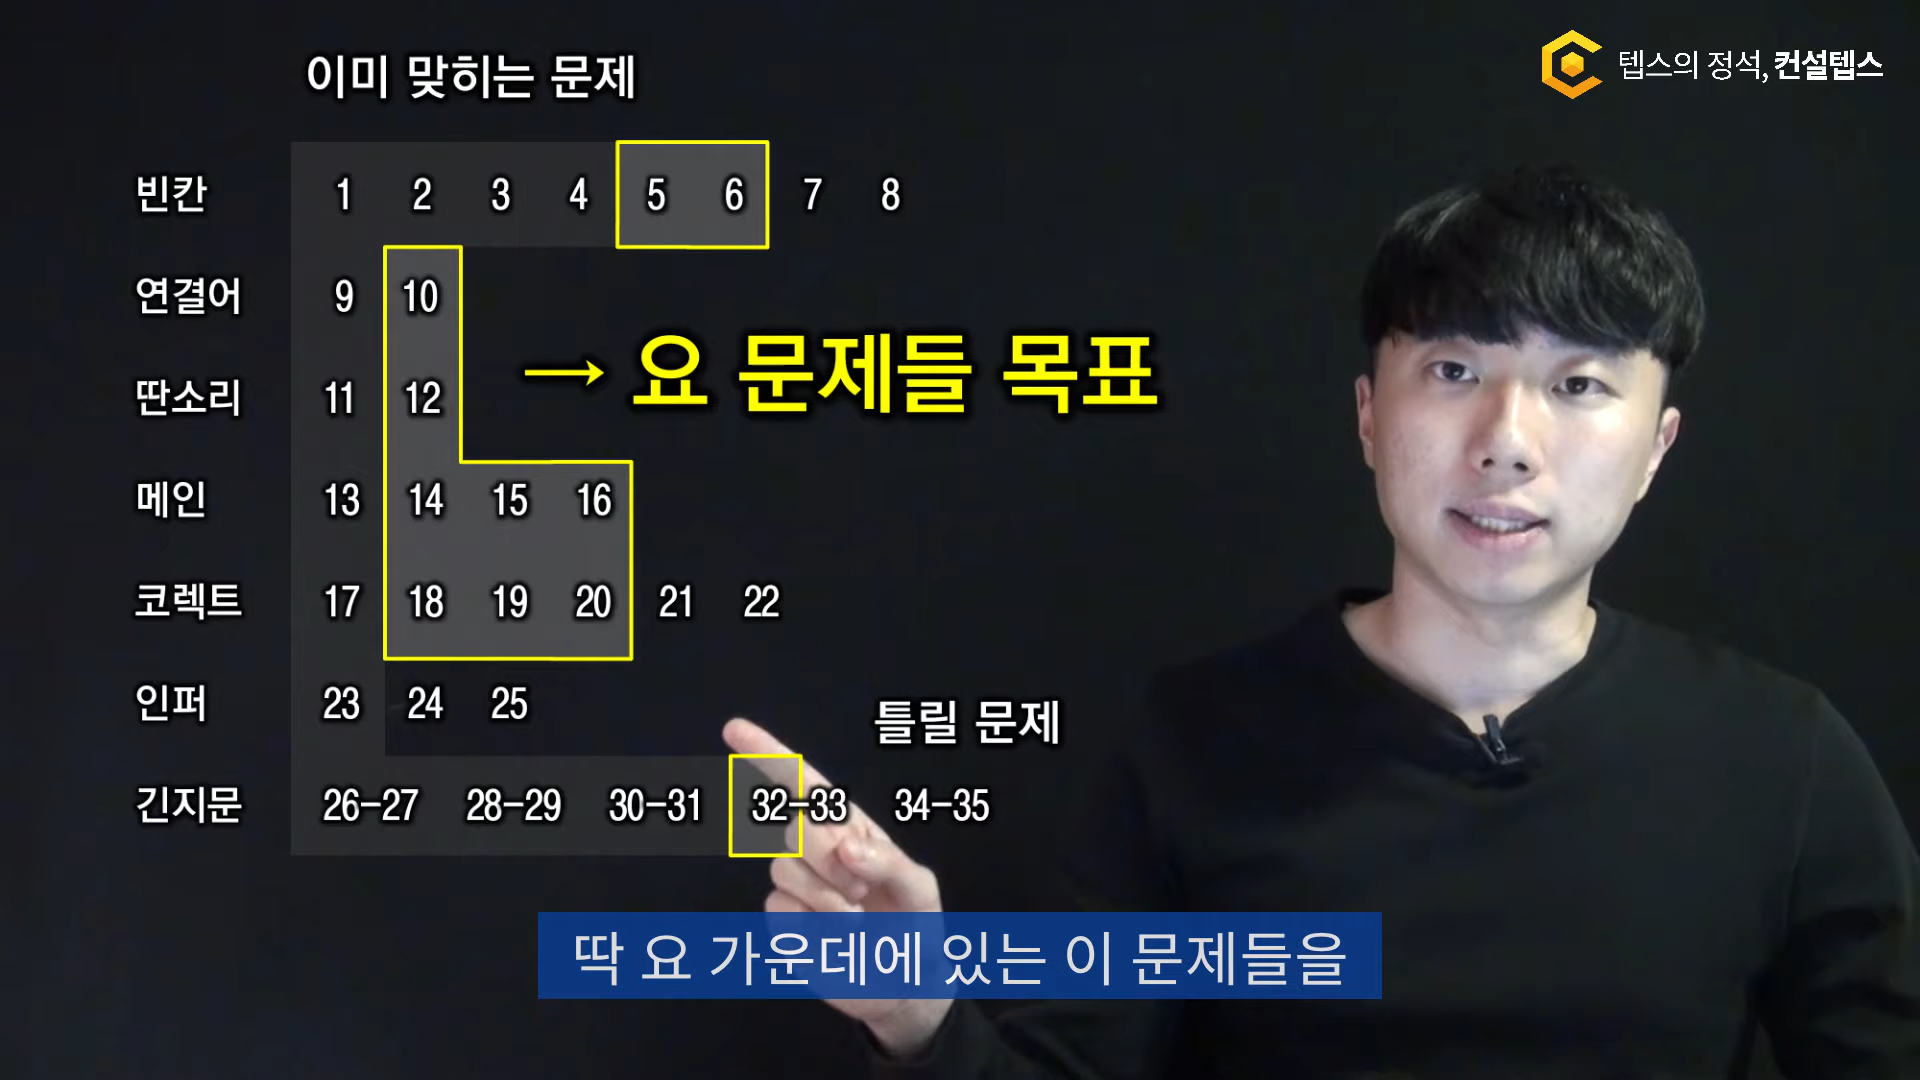 이미 맞히는 문제
텝스의 정석, 컨설텝스
빈칸 1 2 3 4 5 6 7 8
연결어 9 10
→ 요 문제들 목표
딴소리 11 12
메인 13 14 15 16
코렉트 17 18 19 20 21 22
인퍼 23 24 25
틀릴 문제
긴지문 26-27 28-29 30-31 32-33 34-35
딱 요 가운데에 있는 이 문제들을